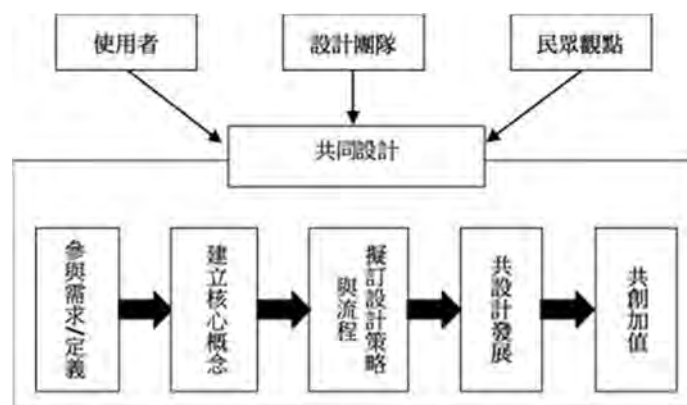 使用者
設計團隊
民眾觀點
共同設計
參與需求/定義
建立核心概念
擬訂設計策略
與流程
共設計發展
共創加值